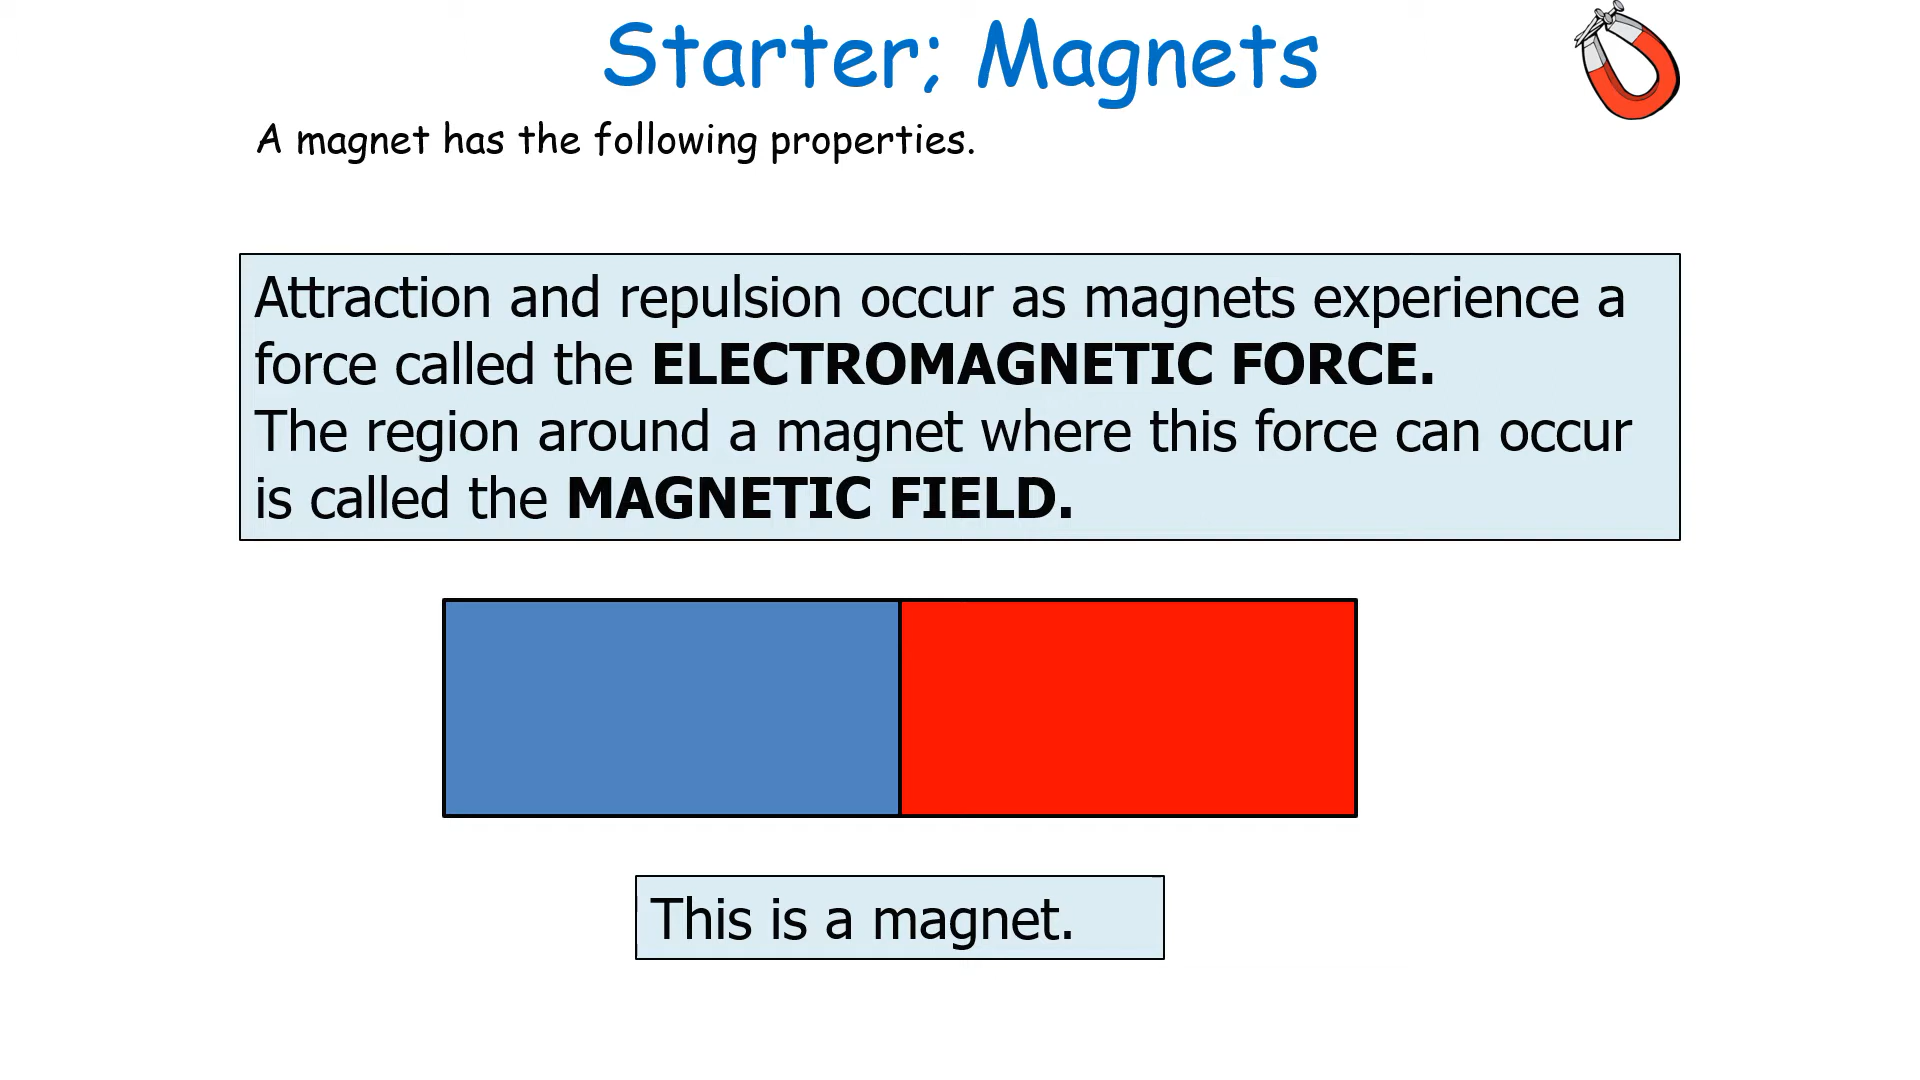 Starter; Magnets
A magnet has the following properties.
Attraction and repulsion occur as magnets experience a
force called the ELECTROMAGNETIC FORCE.
The region around a magnet where this force can occur
is called the MAGNETIC FIELD.
This is a magnet.